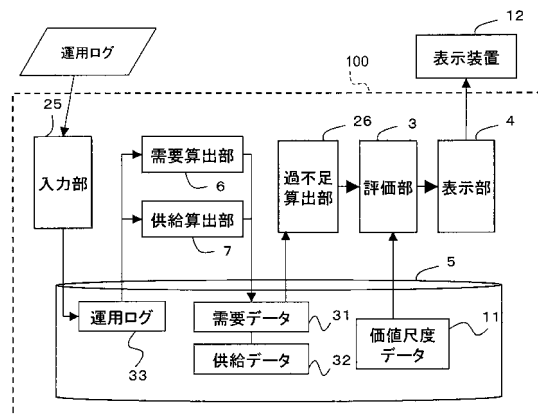 運用ログ
12
表示装置
100
25
入力部
需要算出部
6
供給算出部
7
26
過不足
算出部
3
評価部
4
表示部
5
運用ログ
33
需要データ
31
供給データ
32
価値尺度
データ
11